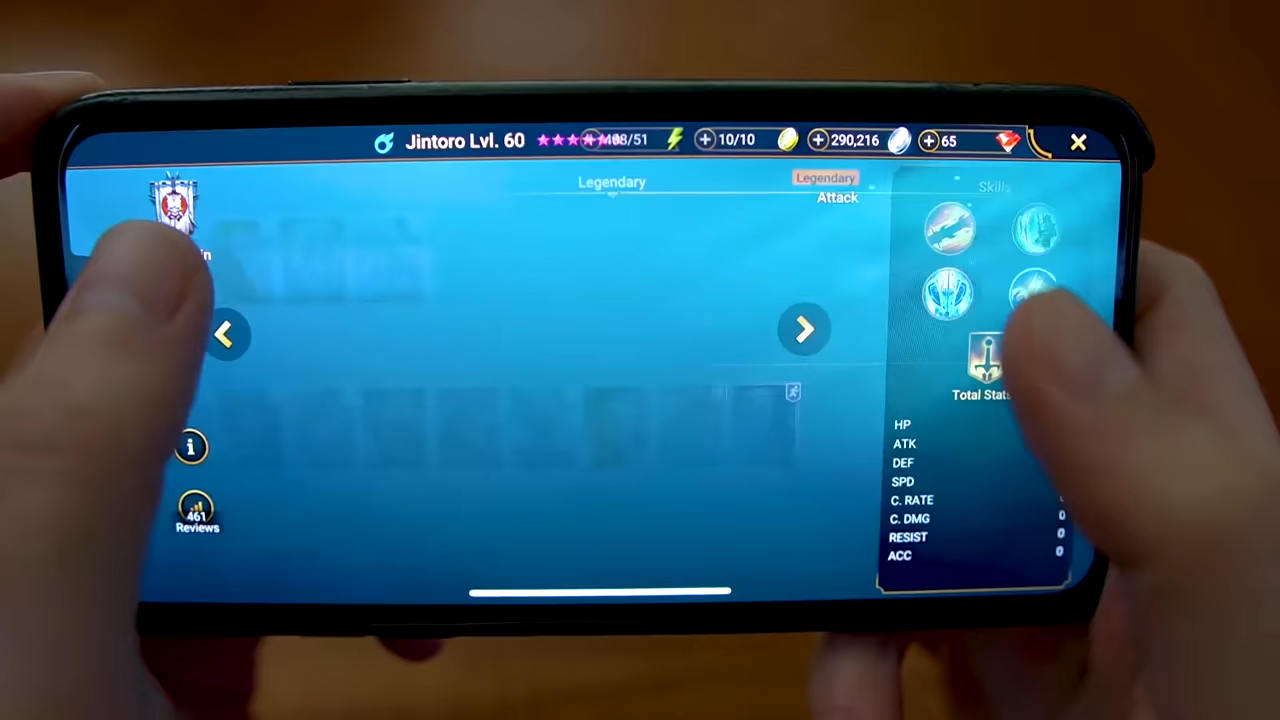 Jintoro Lvl. 60
10/10
290,216
65
Legendary
Legendary
Attack
Skills
Total Stats
HP
ATK
DEF
SPD
C. RATE
C. DMG 0
RESIST 0
ACC 0
461
Reviews